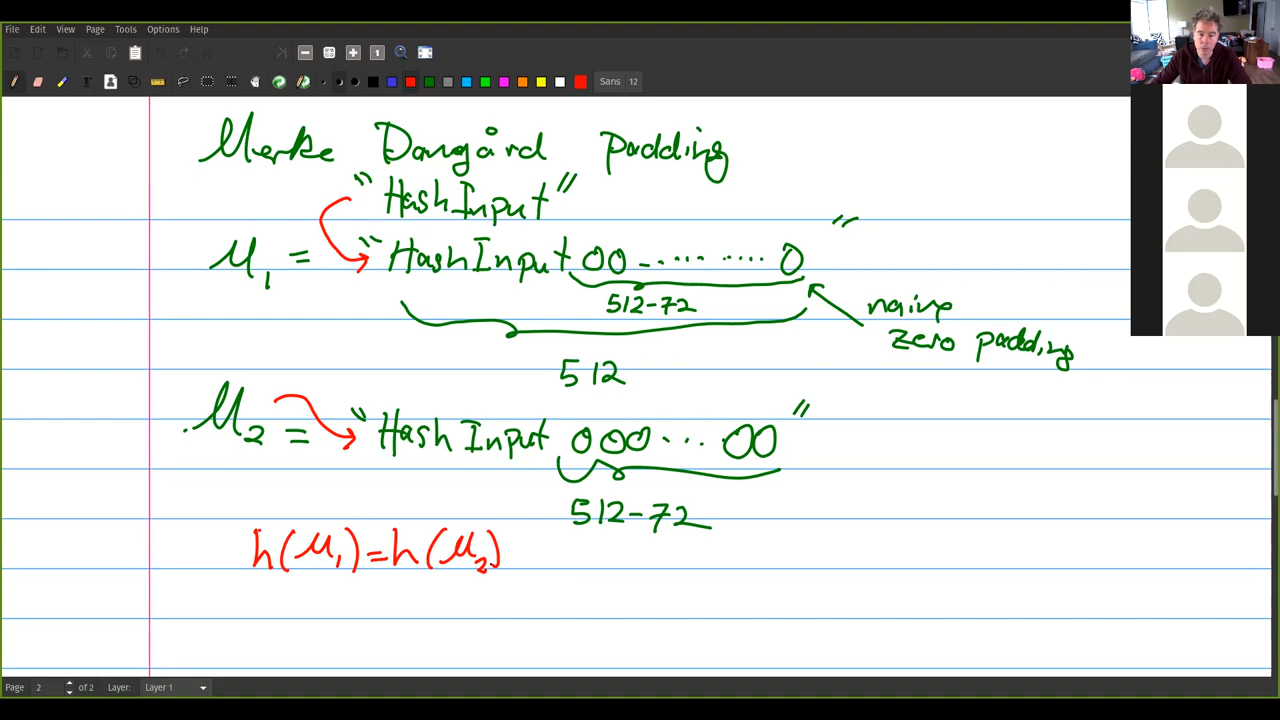 File Edit View Page Tools Options Help
Sans 12
Merkle Damgård padding
"HashInput"
M1 = "HashInput 00 - ........ 0"
512-72
naive
zero padding
512
M2 = "HashInput 000 ... 00"
512-72
h(M1)=h(M2)
Page 2 of 2 Layer: Layer 1